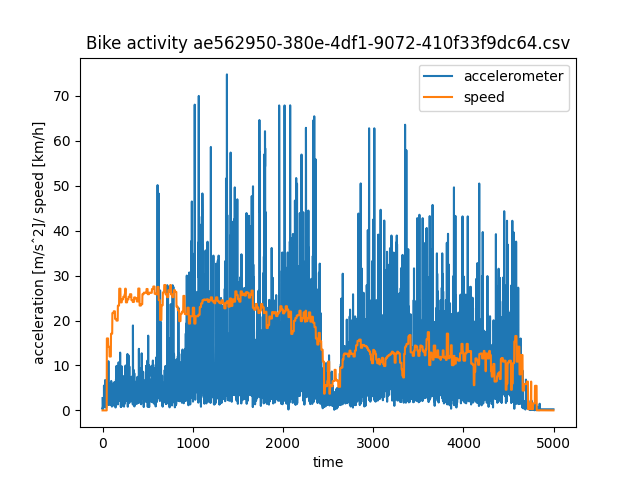 Bike activity ae562950-380e-4df1-9072-410f33f9dc64.csv
accelerometer
speed
acceleration [m/s^2]/ speed [km/h]
70
60
50
40
30
20
10
0
0 1000 2000 3000 4000 5000
time